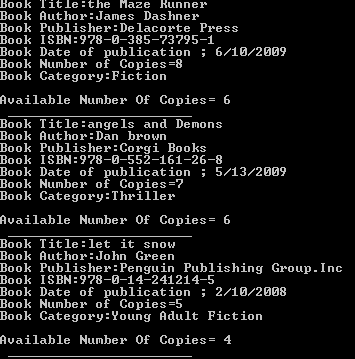 Book Title:the Maze Runner
Book Author:James Dashner
Book Publisher:Delacorte Press
Book ISBN:978-0-385-73795-1
Book Date of publication ; 6/10/2009
Book Number of Copies=8
Book Category:Fiction
Available Number Of Copies= 6
Book Title:angels and Demons
Book Author:Dan brown
Book Publisher:Corgi Books
Book ISBN:978-0-552-161-26-8
Book Date of publication ; 5/13/2009
Book Number of Copies=7
Book Category:Thriller
Available Number Of Copies= 6
Book Title:let it snow
Book Author:John Green
Book Publisher:Penguin Publishing Group.Inc
Book ISBN:978-0-14-241214-5
Book Date of publication ; 2/10/2008
Book Number of Copies=5
Book Category:Young Adult Fiction
Available Number Of Copies= 4